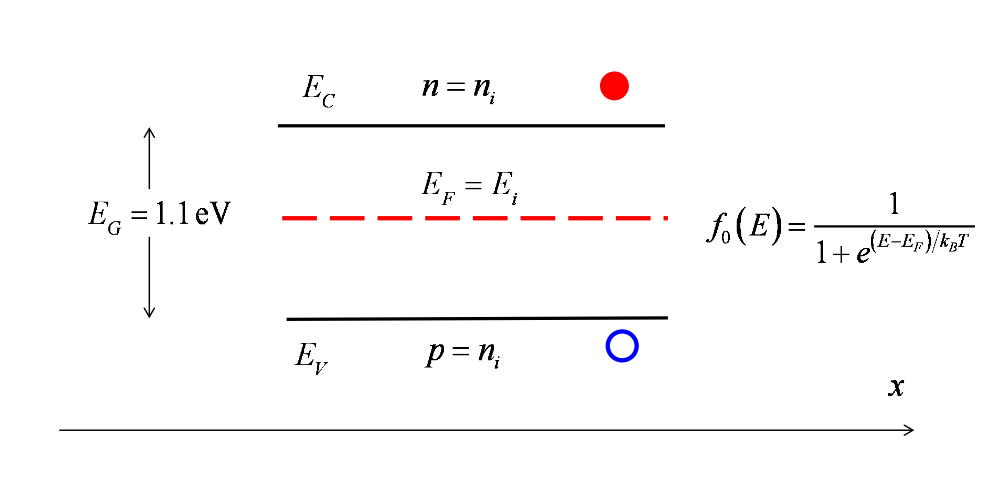 E_C n = n_i
E_F = E_i
E_G = 1.1 eV
f_0(E) = 1 / (1 + e^{(E−E_F)/k_BT})
E_V p = n_i
x